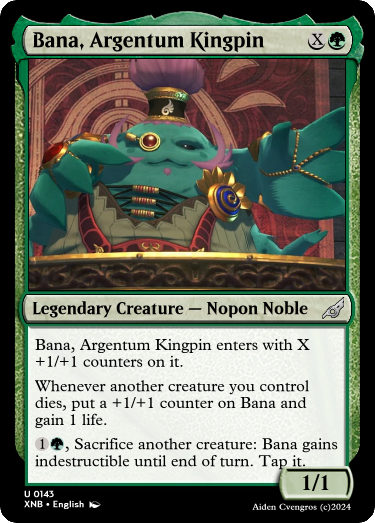 Bana, Argentum Kingpin X
Legendary Creature — Nopon Noble
Bana, Argentum Kingpin enters with X
+1/+1 counters on it.
Whenever another creature you control
dies, put a +1/+1 counter on Bana and
gain 1 life.
1, Sacrifice another creature: Bana gains
indestructible until end of turn. Tap it.
1/1
U 0143
XNB • English
Aiden Cvengros (c)2024